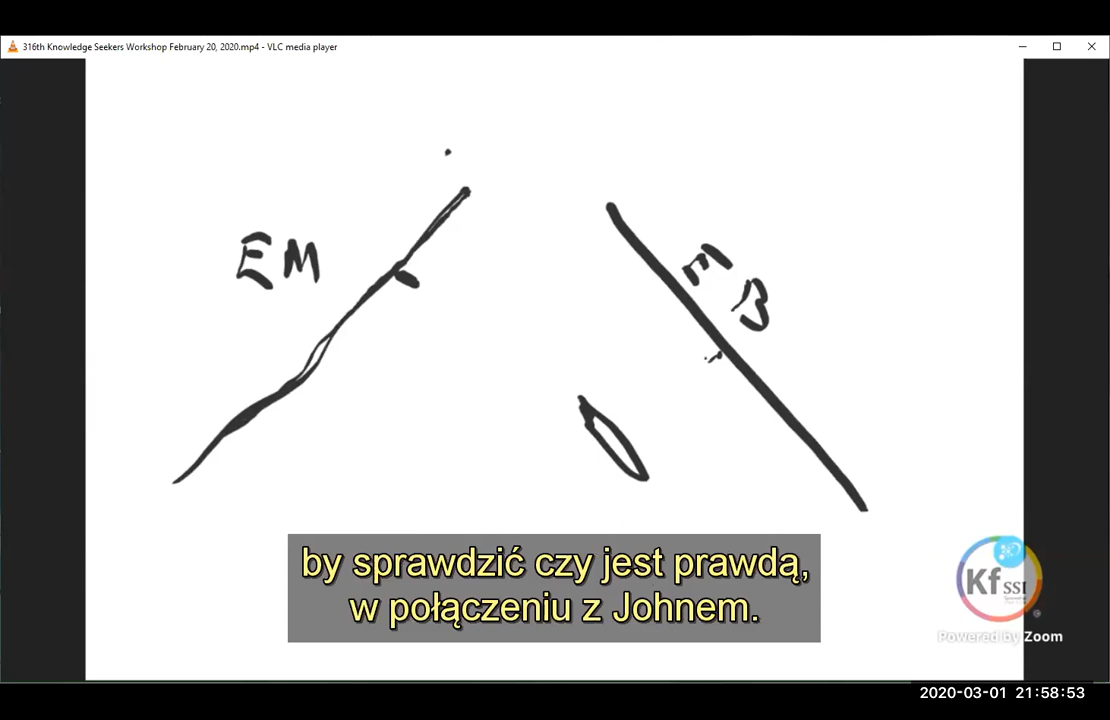 316th Knowledge Seekers Workshop February 20, 2020.mp4 - VLC media player
EM
by sprawdzić czy jest prawdą,
w połączeniu z Johnem.
Kf SSI
Powered by Zoom
2020-03-01 21:58:53